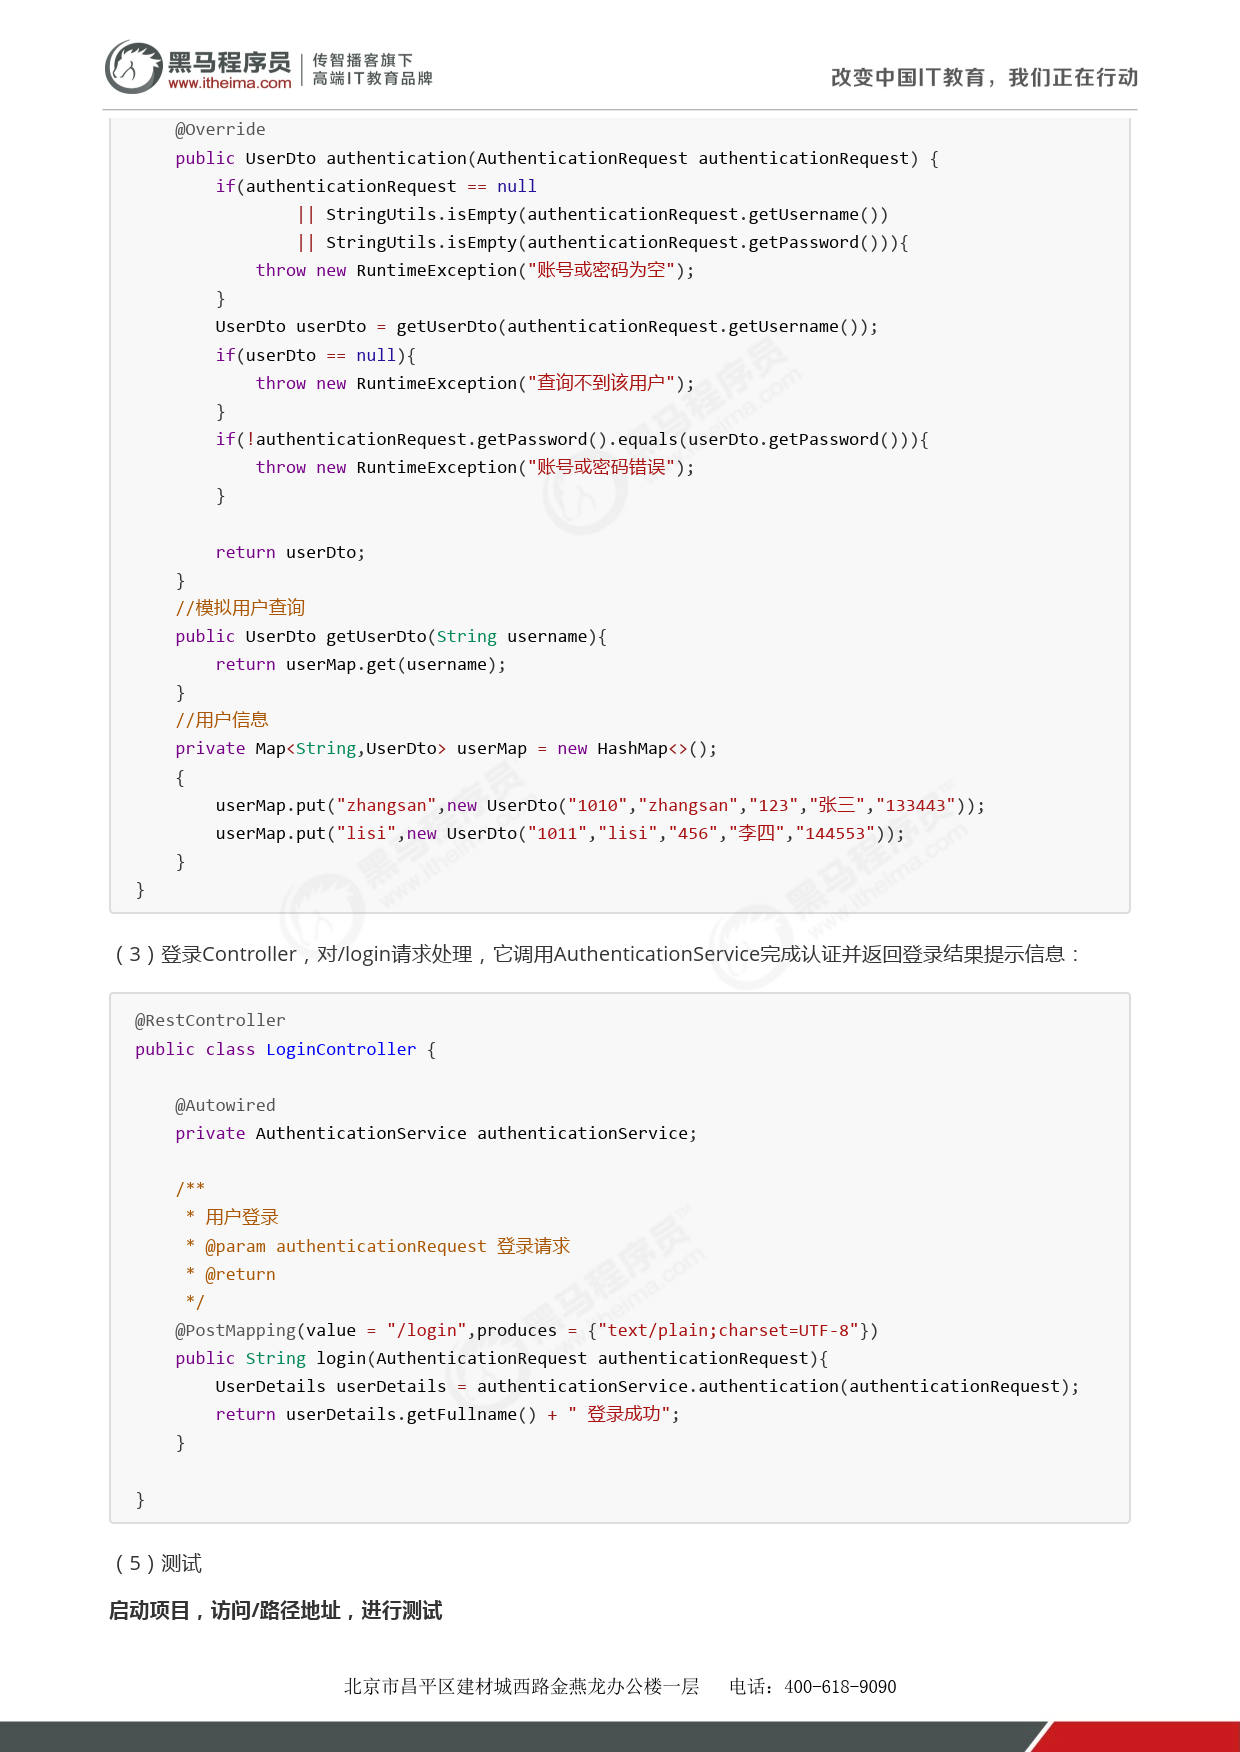 黑马程序员
www.itheima.com
传智播客旗下
高端IT教育品牌
改变中国IT教育，我们正在行动
    @Override
    public UserDto authentication(AuthenticationRequest authenticationRequest) {
        if(authenticationRequest == null
                || StringUtils.isEmpty(authenticationRequest.getUsername())
                || StringUtils.isEmpty(authenticationRequest.getPassword())){
            throw new RuntimeException("账号或密码为空");
        }
        UserDto userDto = getUserDto(authenticationRequest.getUsername());
        if(userDto == null){
            throw new RuntimeException("查询不到该用户");
        }
        if(!authenticationRequest.getPassword().equals(userDto.getPassword())){
            throw new RuntimeException("账号或密码错误");
        }
        return userDto;
    }
    //模拟用户查询
    public UserDto getUserDto(String username){
        return userMap.get(username);
    }
    //用户信息
    private Map<String,UserDto> userMap = new HashMap<>();
    {
        userMap.put("zhangsan",new UserDto("1010","zhangsan","123","张三","133443"));
        userMap.put("lisi",new UserDto("1011","lisi","456","李四","144553"));
    }
}
（3）登录Controller，对/login请求处理，它调用AuthenticationService完成认证并返回登录结果提示信息：
@RestController
public class LoginController {
    @Autowired
    private AuthenticationService authenticationService;
    /**
     * 用户登录
     * @param authenticationRequest 登录请求
     * @return
     */
    @PostMapping(value = "/login",produces = {"text/plain;charset=UTF-8"})
    public String login(AuthenticationRequest authenticationRequest){
        UserDetails userDetails = authenticationService.authentication(authenticationRequest);
        return userDetails.getFullname() + " 登录成功";
    }
}
（5）测试
启动项目，访问/路径地址，进行测试
北京市昌平区建材城西路金燕龙办公楼一层 电话：400-618-9090